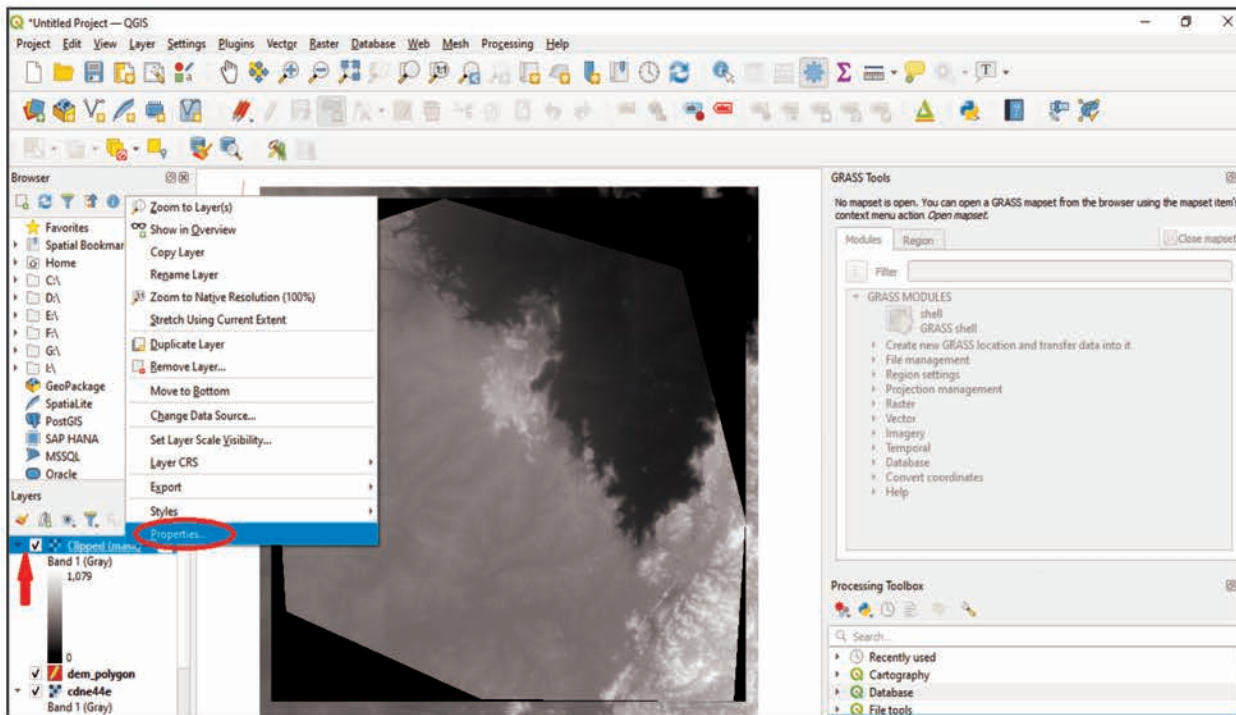 *Untitled Project — QGIS
Project Edit View Layer Settings Plugins Vector Raster Database Web Mesh Processing Help
Browser
Favorites
Spatial Bookmar
Home
C:\
D:\
E:\
F:\
G:\
I:\
GeoPackage
SpatiaLite
PostGIS
SAP HANA
MSSQL
Oracle
Zoom to Layer(s)
Show in Overview
Copy Layer
Rename Layer
Zoom to Native Resolution (100%)
Stretch Using Current Extent
Duplicate Layer
Remove Layer...
Move to Bottom
Change Data Source...
Set Layer Scale Visibility...
Layer CRS
Export
Styles
Properties...
Layers
Clipped (mask)
Band 1 (Gray)
1,079
0
dem_polygon
cdne44e
Band 1 (Gray)
GRASS Tools
No mapset is open. You can open a GRASS mapset from the browser using the mapset item's
context menu action Open mapset.
Modules Region Close mapset
Filter
GRASS MODULES
shell
GRASS shell
Create new GRASS location and transfer data into it
File management
Region settings
Projection management
Raster
Vector
Imagery
Temporal
Database
Convert coordinates
Help
Processing Toolbox
Search...
Recently used
Cartography
Database
File tools